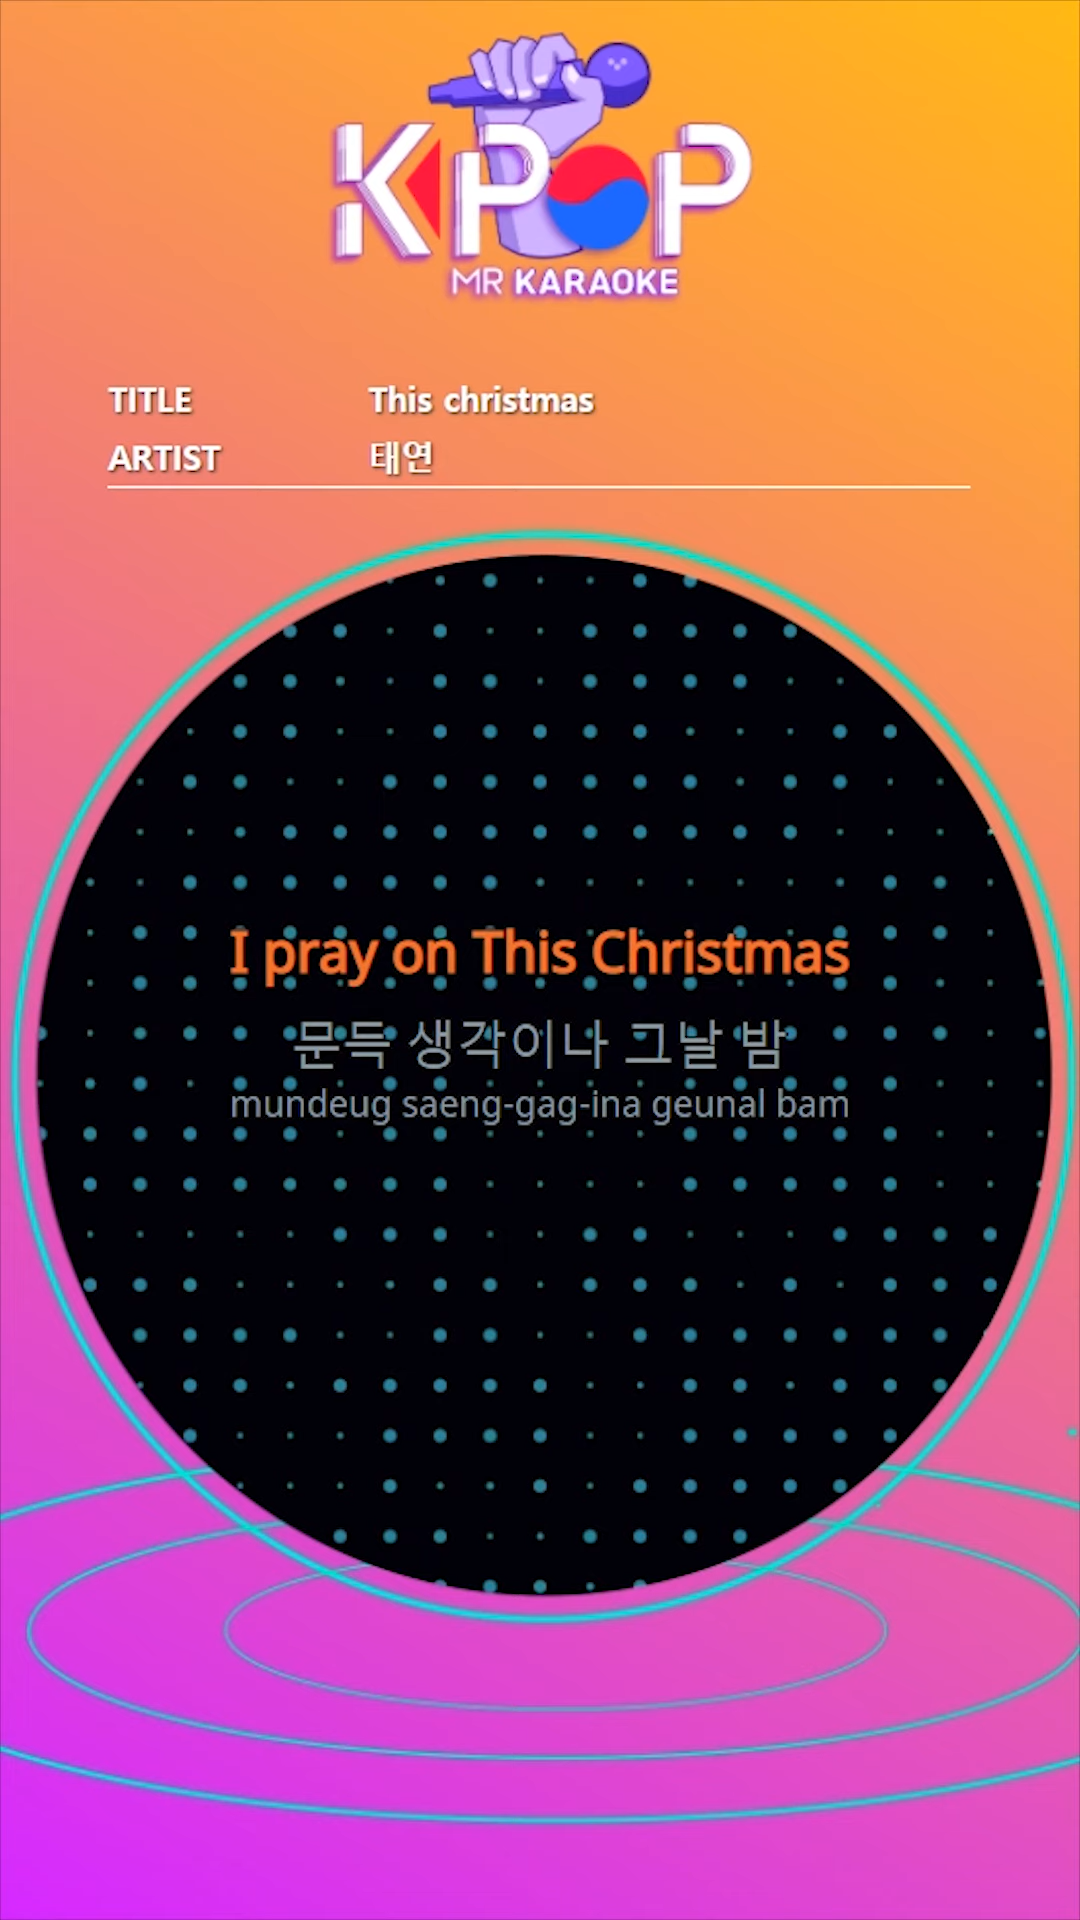 KPOP
MR KARAOKE
TITLE This christmas
ARTIST 태연
I pray on This Christmas
문득 생각이나 그날 밤
mundeug saeng-gag-ina geunal bam